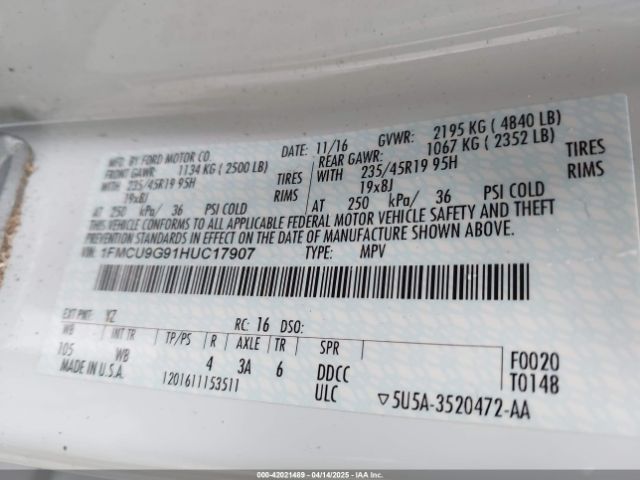 MFD. BY FORD MOTOR CO.
DATE: 11/16 GVWR: 2195 KG ( 4840 LB)
FRONT GAWR: 1134 KG ( 2500 LB) REAR GAWR: 1067 KG ( 2352 LB)
WITH 235/45R19 95H TIRES WITH 235/45R19 95H TIRES
19x8J RIMS 19x8J RIMS
AT 250 kPa/ 36 PSI COLD AT 250 kPa/ 36 PSI COLD
THIS VEHICLE CONFORMS TO ALL APPLICABLE FEDERAL MOTOR VEHICLE SAFETY AND THEFT
PREVENTION STANDARDS IN EFFECT ON THE DATE OF MANUFACTURE SHOWN ABOVE.
VIN: 1FMCU9G91HUC17907 TYPE: MPV
EXT PNT: YZ RC: 16 DSO:
WB INT TR TP/PS R AXLE TR SPR
105 WB 4 3A 6 DDCC F0020
MADE IN U.S.A. 1201611153511 ULC T0148
▽5U5A-3520472-AA
000-42021489 | 04/14/2025 | IAAI.COM